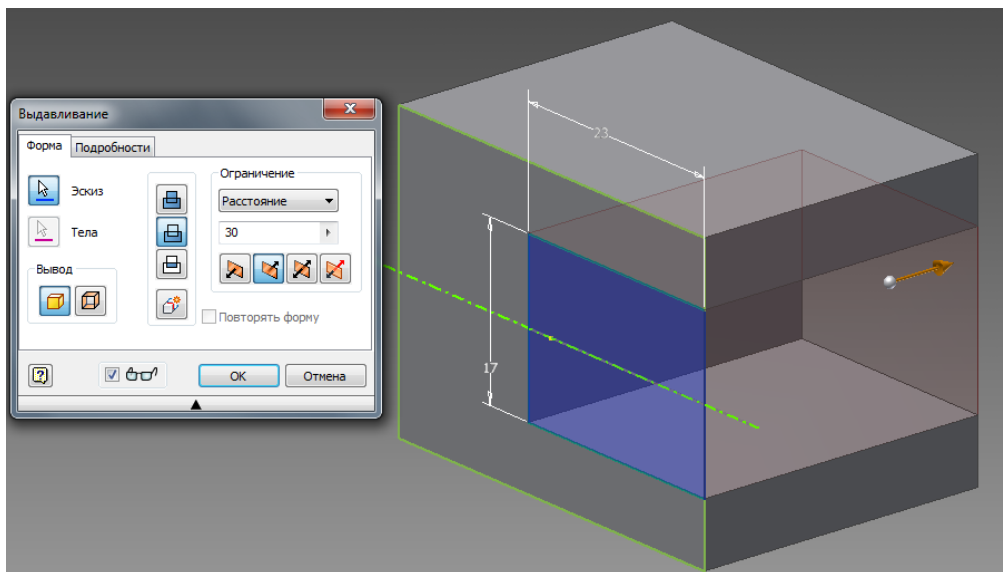 Выдавливание
Форма
Подробности
Эскиз
Тела
Вывод
Ограничение
Расстояние
30
Повторять форму
OK
Отмена
23
17